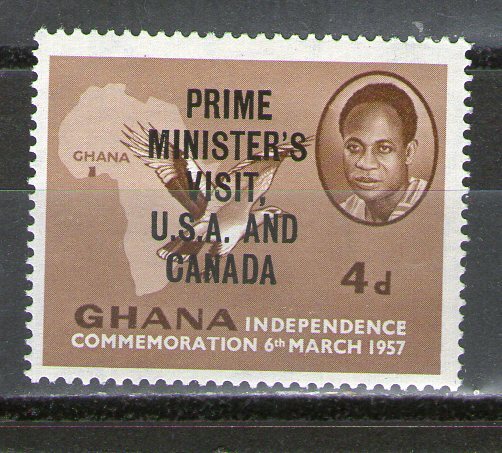 PRIME
MINISTER'S
VISIT,
U.S.A. AND
CANADA
GHANA
4d
GHANA INDEPENDENCE
COMMEMORATION 6th MARCH 1957